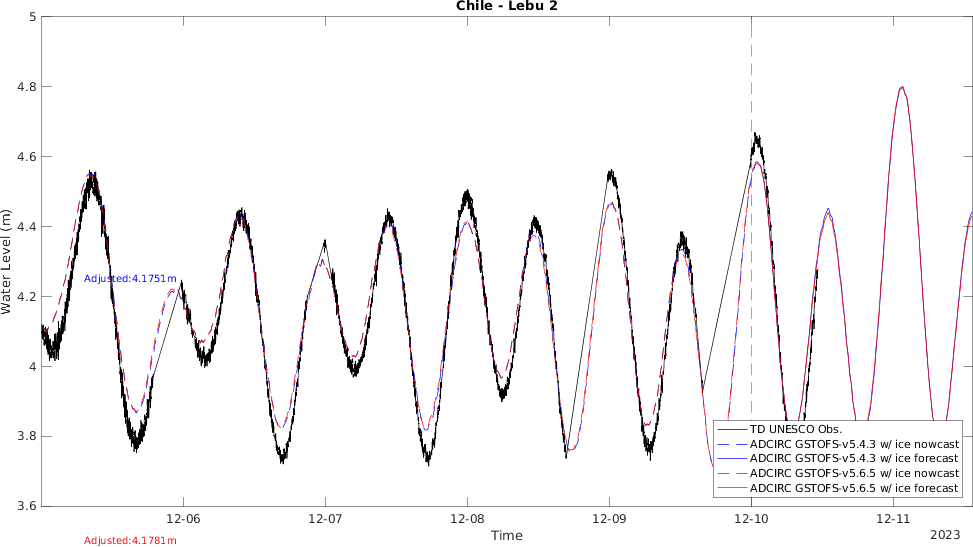 Chile - Lebu 2
5
4.8
4.6
4.4
4.2
4
3.8
3.6
Water Level (m)
Adjusted:4.1751m
TD UNESCO Obs.
ADCIRC GSTOFS-v5.4.3 w/ ice nowcast
ADCIRC GSTOFS-v5.4.3 w/ ice forecast
ADCIRC GSTOFS-v5.6.5 w/ ice nowcast
ADCIRC GSTOFS-v5.6.5 w/ ice forecast
12-06 12-07 12-08 12-09 12-10 12-11
Time
2023
Adjusted:4.1781m